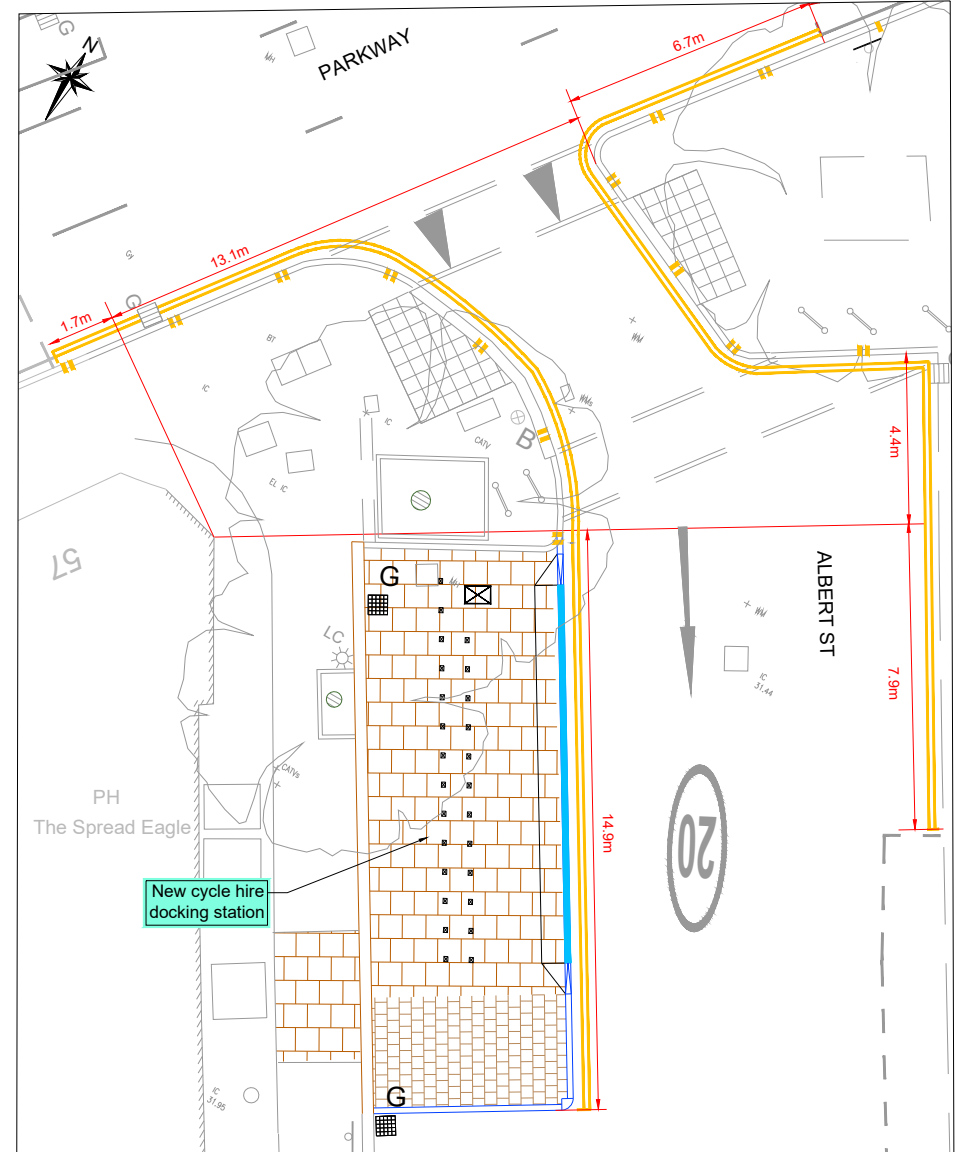 G
N
MH
PARKWAY
6.7m
13.1m
G
1.7m
BT
IC
IC
WM
WMs
CATV
B
EL IC
4.4m
57
G
MH
ALBERT ST
WM
LC
IC
31.44
7.9m
CATVs
PH
The Spread Eagle
14.9m
20
New cycle hire
docking station
G
IC
31.95